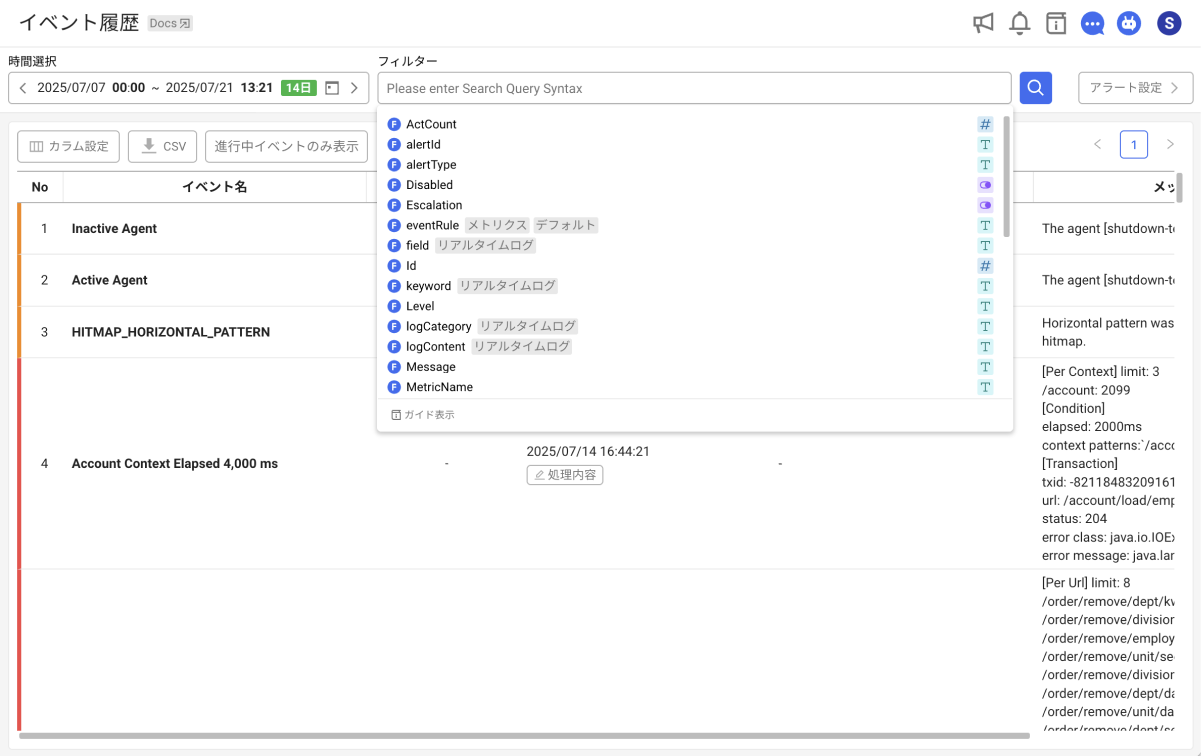 イベント履歴 Docs
S
時間選択
フィルター
2025/07/07 00:00 ~ 2025/07/21 13:21 14日
Please enter Search Query Syntax
アラート設定
カラム設定
CSV
進行中イベントのみ表示
1
No
イベント名
F ActCount #
F alertId T
F alertType T
F Disabled
F Escalation
F eventRule メトリクス デフォルト T
F field リアルタイムログ T
F Id #
F keyword リアルタイムログ T
F Level T
F logCategory リアルタイムログ T
F logContent リアルタイムログ T
F Message T
F MetricName T
ガイド表示
1 Inactive Agent
The agent [shutdown-t
2 Active Agent
The agent [shutdown-t
3 HITMAP_HORIZONTAL_PATTERN
Horizontal pattern was
hitmap.
4 Account Context Elapsed 4,000 ms
-
2025/07/14 16:44:21
処理内容
-
[Per Context] limit: 3
/account: 2099
[Condition]
elapsed: 2000ms
context patterns:`/acco
[Transaction]
txid: -82118483209161
url: /account/load/emp
status: 204
error class: java.io.IOEx
error message: java.lar
[Per Url] limit: 8
/order/remove/dept/kv
/order/remove/division
/order/remove/employ
/order/remove/unit/se
/order/remove/division
/order/remove/dept/da
/order/remove/unit/da